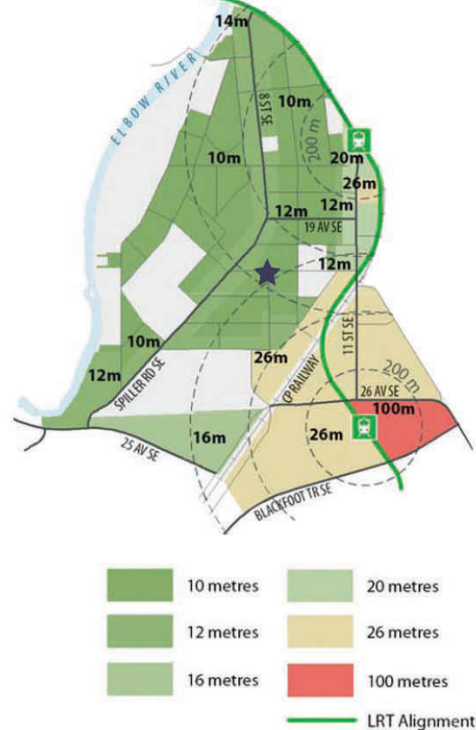 14m
ELBOW RIVER
8 ST SE
10m
10m
200 m
20m
26m
12m
12m
19 AV SE
12m
10m
26m
12m
SPILLER RD SE
CP RAILWAY
11 ST SE
200 m
26 AV SE
100m
16m
26m
25 AV SE
BLACKFOOT TR SE
10 metres
20 metres
12 metres
26 metres
16 metres
100 metres
LRT Alignment